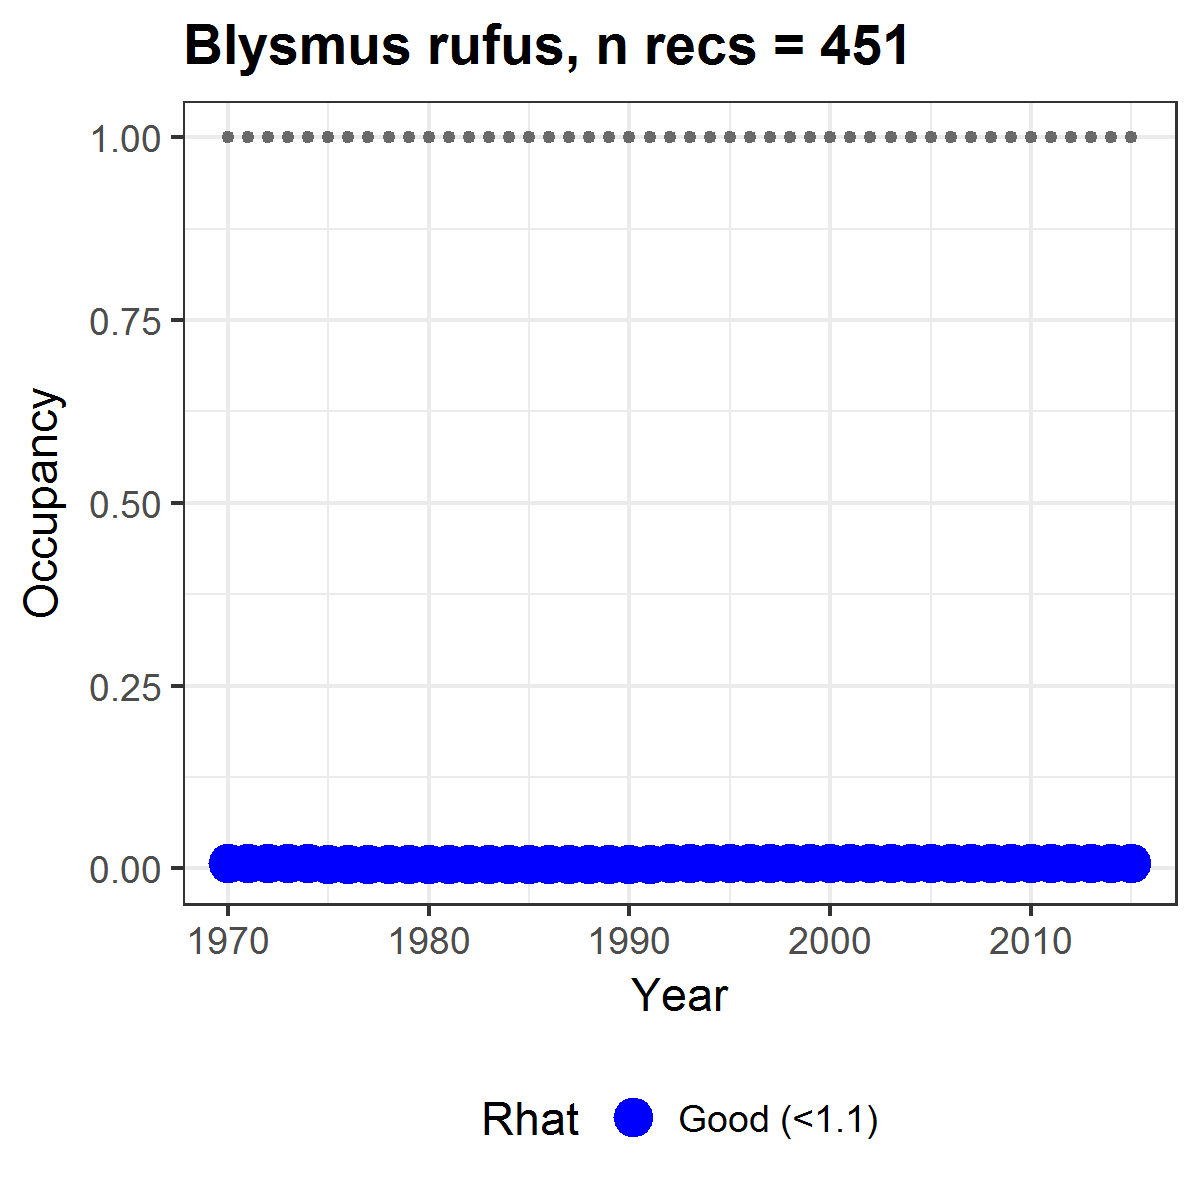 Blysmus rufus, n recs = 451
1.00
0.75
0.50
0.25
0.00
Occupancy
1970 1980 1990 2000 2010
Year
Rhat Good (<1.1)